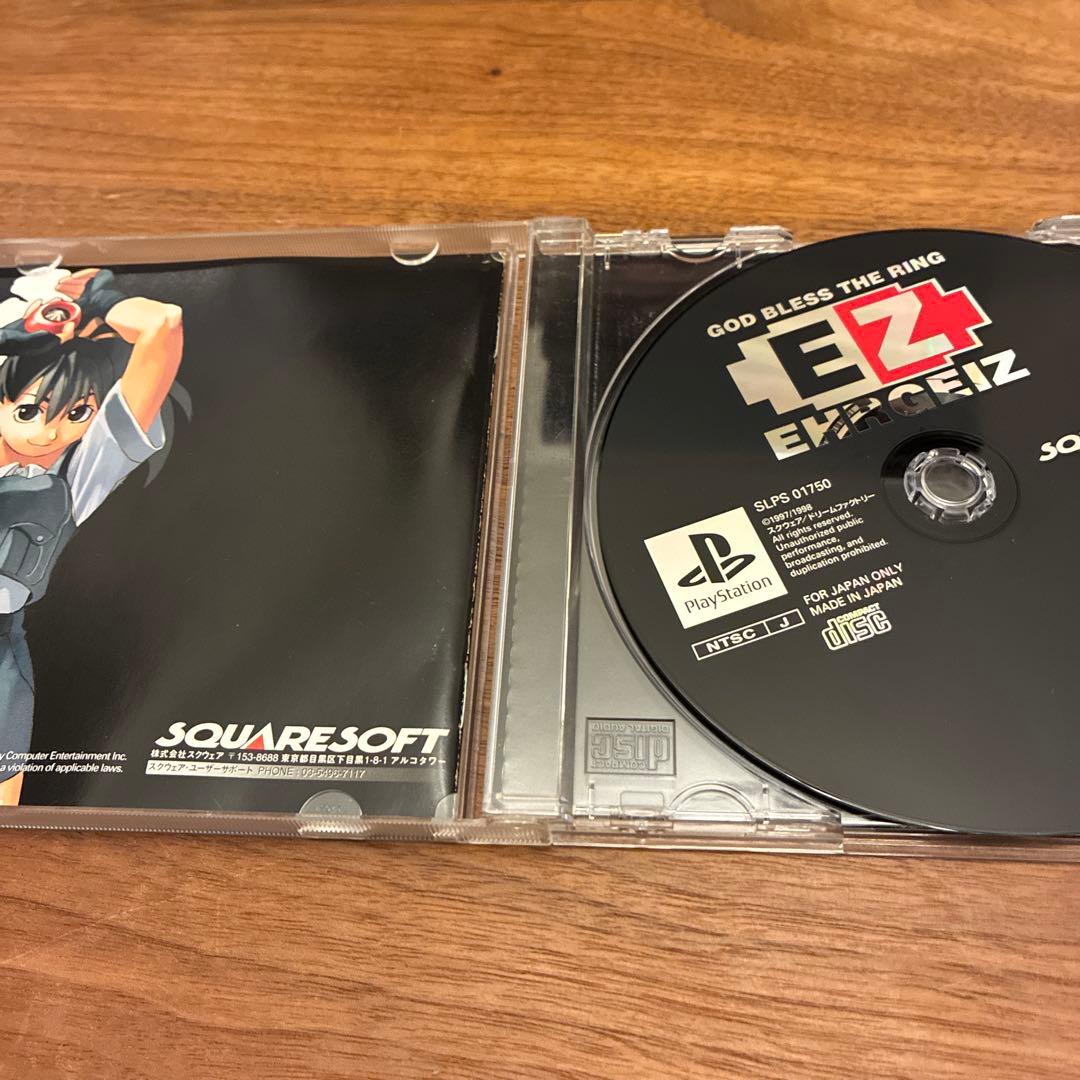 y Computer Entertainment Inc.
a violation of applicable laws.
SQUARESOFT
株式会社スクウェア 〒153-8688 東京都目黒区下目黒1-8-1 アルコタワー
スクウェア・ユーザーサポート PHONE : 03-5496-7117
GOD BLESS THE RING
EZ
EHRGEIZ
SQU
SLPS 01750
©1997/1998
スクウェア/ドリームファクトリー
All rights reserved.
Unauthorized public
performance,
broadcasting, and
duplication prohibited.
PlayStation
FOR JAPAN ONLY
MADE IN JAPAN
NTSC J
COMPACT
disc
COMPACT
disc
DIGITAL AUDIO